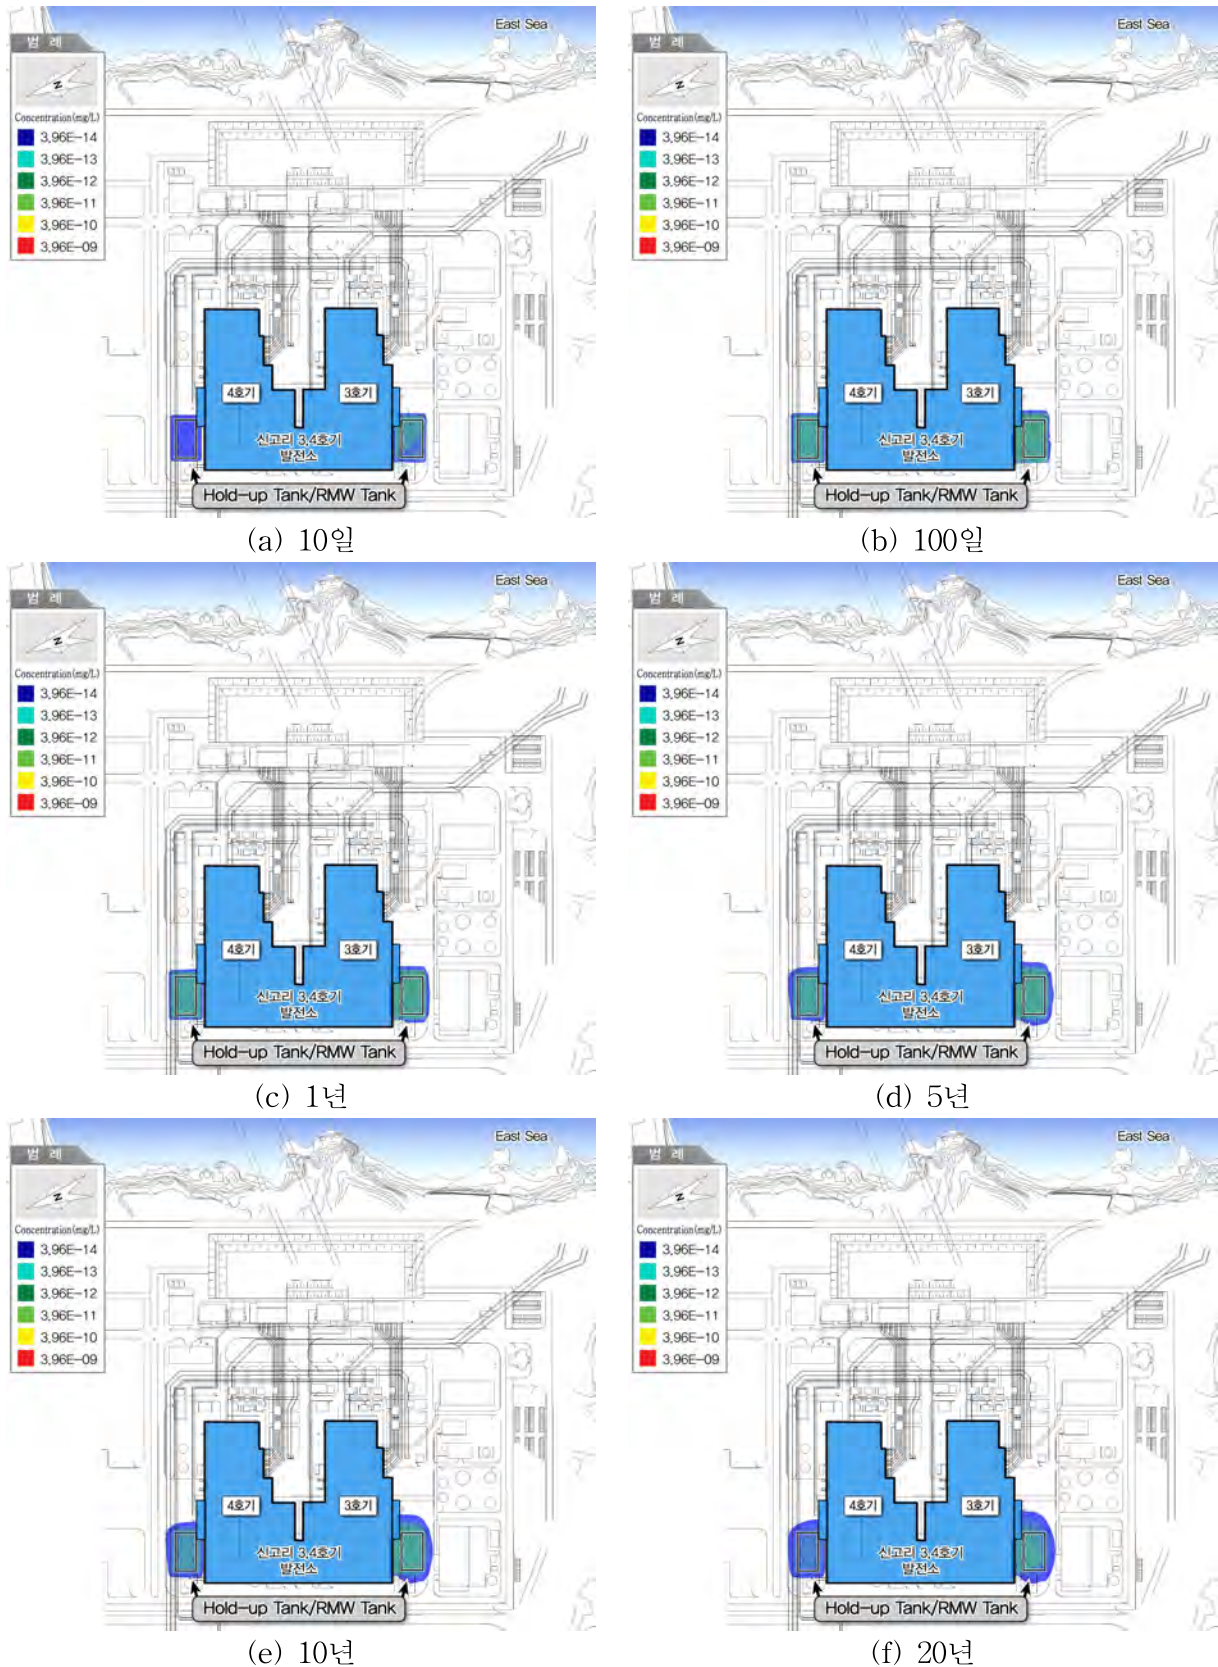 East Sea
범 례
N
Concentration(mg/L)
3.96E-14
3.96E-13
3.96E-12
3.96E-11
3.96E-10
3.96E-09
4호기
3호기
신고리 3,4호기
발전소
Hold-up Tank/RMW Tank
(a) 10일
East Sea
범 례
N
Concentration(mg/L)
3.96E-14
3.96E-13
3.96E-12
3.96E-11
3.96E-10
3.96E-09
4호기
3호기
신고리 3,4호기
발전소
Hold-up Tank/RMW Tank
(b) 100일
East Sea
범 례
N
Concentration(mg/L)
3.96E-14
3.96E-13
3.96E-12
3.96E-11
3.96E-10
3.96E-09
4호기
3호기
신고리 3,4호기
발전소
Hold-up Tank/RMW Tank
(c) 1년
East Sea
범 례
N
Concentration(mg/L)
3.96E-14
3.96E-13
3.96E-12
3.96E-11
3.96E-10
3.96E-09
4호기
3호기
신고리 3,4호기
발전소
Hold-up Tank/RMW Tank
(d) 5년
East Sea
범 례
N
Concentration(mg/L)
3.96E-14
3.96E-13
3.96E-12
3.96E-11
3.96E-10
3.96E-09
4호기
3호기
신고리 3,4호기
발전소
Hold-up Tank/RMW Tank
(e) 10년
East Sea
범 례
N
Concentration(mg/L)
3.96E-14
3.96E-13
3.96E-12
3.96E-11
3.96E-10
3.96E-09
4호기
3호기
신고리 3,4호기
발전소
Hold-up Tank/RMW Tank
(f) 20년